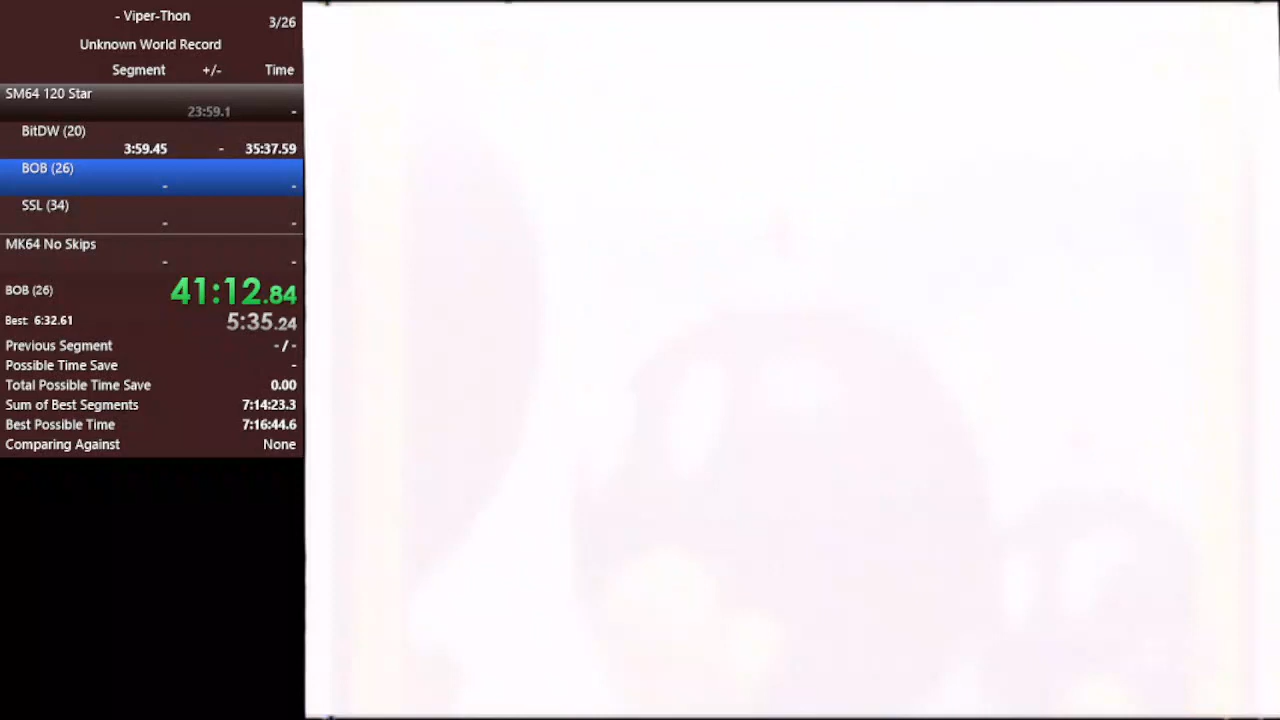 - Viper-Thon
3/26
Unknown World Record
Segment +/- Time
SM64 120 Star
23:59.1 -
BitDW (20)
3:59.45 - 35:37.59
BOB (26)
- -
SSL (34)
- -
MK64 No Skips
- -
BOB (26) 41:12.84
Best: 6:32.61 5:35.24
Previous Segment - / -
Possible Time Save -
Total Possible Time Save 0.00
Sum of Best Segments 7:14:23.3
Best Possible Time 7:16:44.6
Comparing Against None